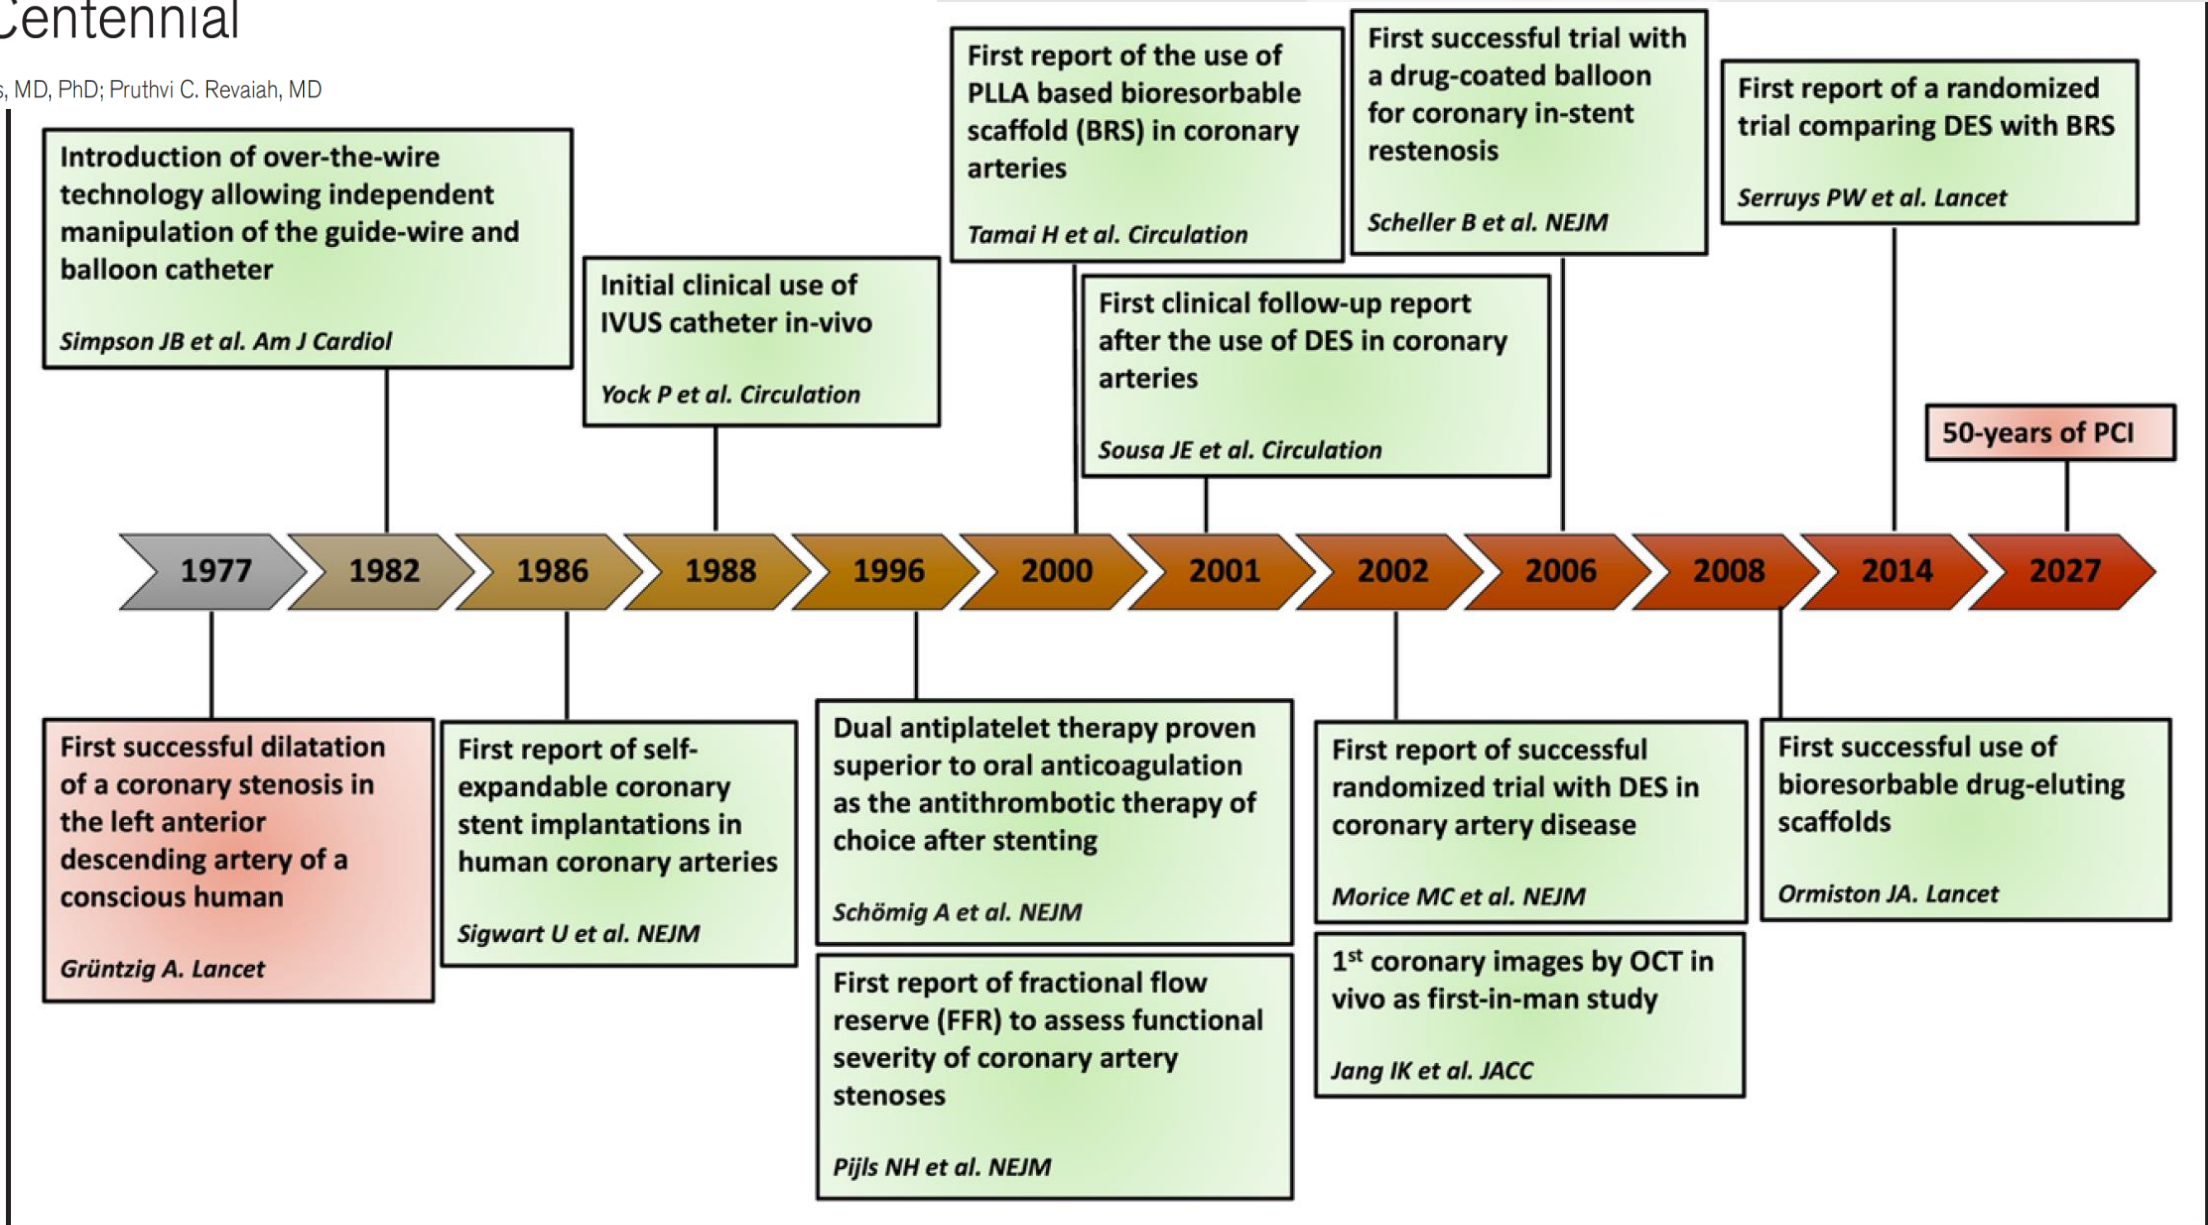 Centennial
s, MD, PhD; Pruthvi C. Revaiah, MD
Introduction of over-the-wire
technology allowing independent
manipulation of the guide-wire and
balloon catheter
Simpson JB et al. Am J Cardiol
Initial clinical use of
IVUS catheter in-vivo
Yock P et al. Circulation
First report of the use of
PLLA based bioresorbable
scaffold (BRS) in coronary
arteries
Tamai H et al. Circulation
First clinical follow-up report
after the use of DES in coronary
arteries
Sousa JE et al. Circulation
First successful trial with
a drug-coated balloon
for coronary in-stent
restenosis
Scheller B et al. NEJM
First report of a randomized
trial comparing DES with BRS
Serruys PW et al. Lancet
50-years of PCI
1977
1982
1986
1988
1996
2000
2001
2002
2006
2008
2014
2027
First successful dilatation
of a coronary stenosis in
the left anterior
descending artery of a
conscious human
Grüntzig A. Lancet
First report of self-
expandable coronary
stent implantations in
human coronary arteries
Sigwart U et al. NEJM
Dual antiplatelet therapy proven
superior to oral anticoagulation
as the antithrombotic therapy of
choice after stenting
Schömig A et al. NEJM
First report of fractional flow
reserve (FFR) to assess functional
severity of coronary artery
stenoses
Pijls NH et al. NEJM
First report of successful
randomized trial with DES in
coronary artery disease
Morice MC et al. NEJM
1st coronary images by OCT in
vivo as first-in-man study
Jang IK et al. JACC
First successful use of
bioresorbable drug-eluting
scaffolds
Ormiston JA. Lancet